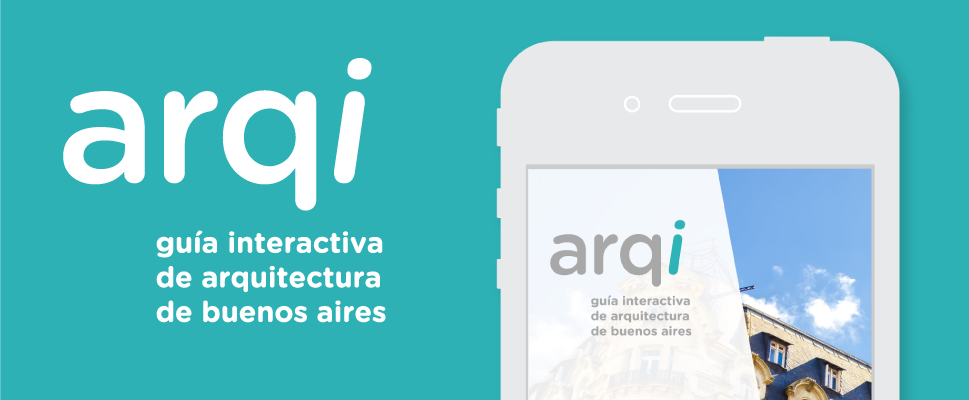 arqi
guía interactiva
de arquitectura
de buenos aires
arqi
guía interactiva
de arquitectura
de buenos aires